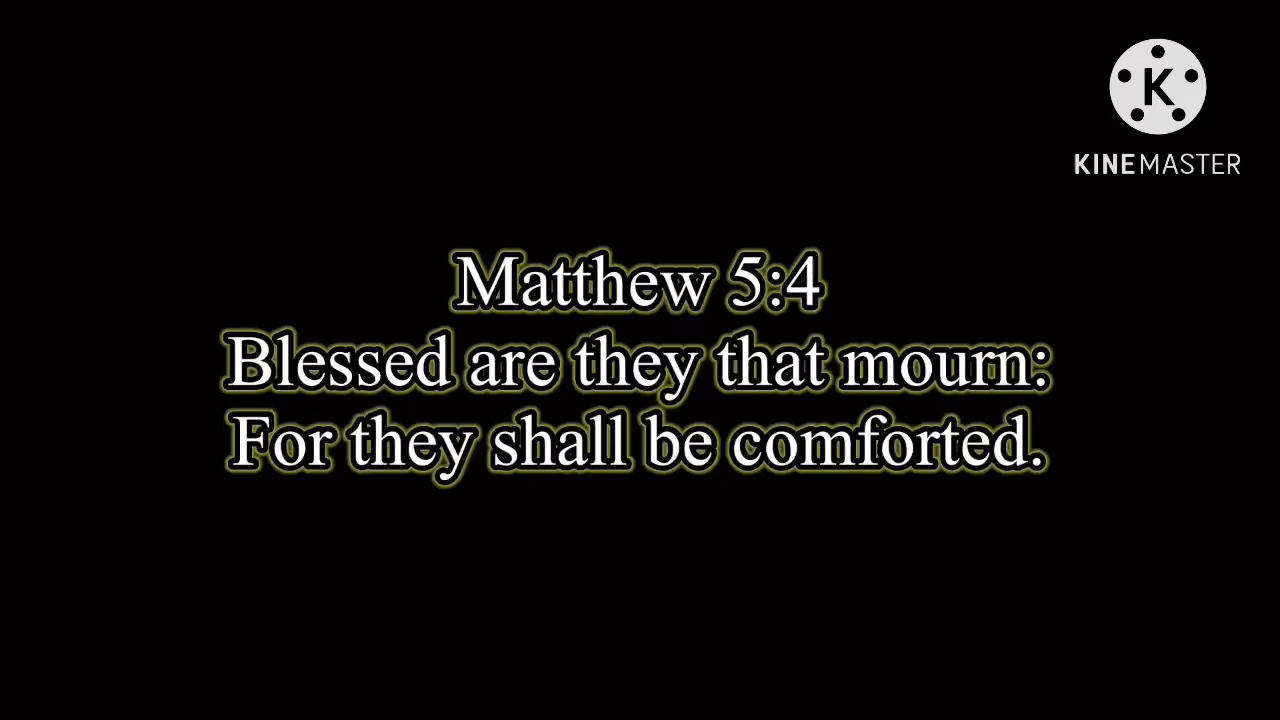 K
KINEMASTER
Matthew 5:4
Blessed are they that mourn:
For they shall be comforted.